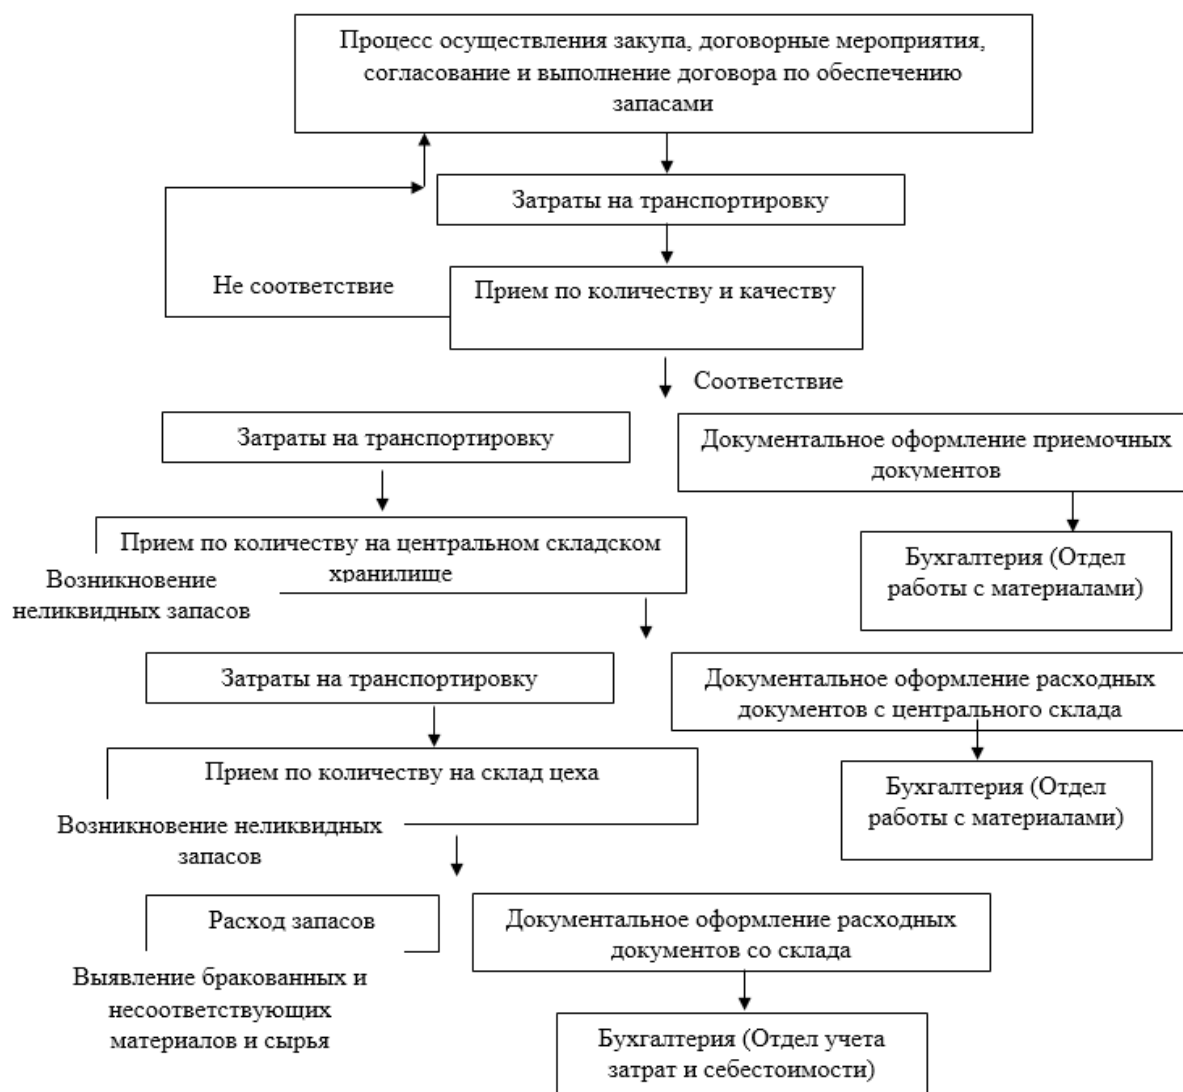 Процесс осуществления закупа, договорные мероприятия,
согласование и выполнение договора по обеспечению
запасами
Затраты на транспортировку
Не соответствие
Прием по количеству и качеству
Соответствие
Затраты на транспортировку
Документальное оформление приемочных
документов
Прием по количеству на центральном складском
хранилище
Возникновение
неликвидных запасов
Бухгалтерия (Отдел
работы с материалами)
Затраты на транспортировку
Документальное оформление расходных
документов с центрального склада
Прием по количеству на склад цеха
Возникновение неликвидных
запасов
Бухгалтерия (Отдел
работы с материалами)
Расход запасов
Документальное оформление расходных
документов со склада
Выявление бракованных и
несоответствующих
материалов и сырья
Бухгалтерия (Отдел учета
затрат и себестоимости)